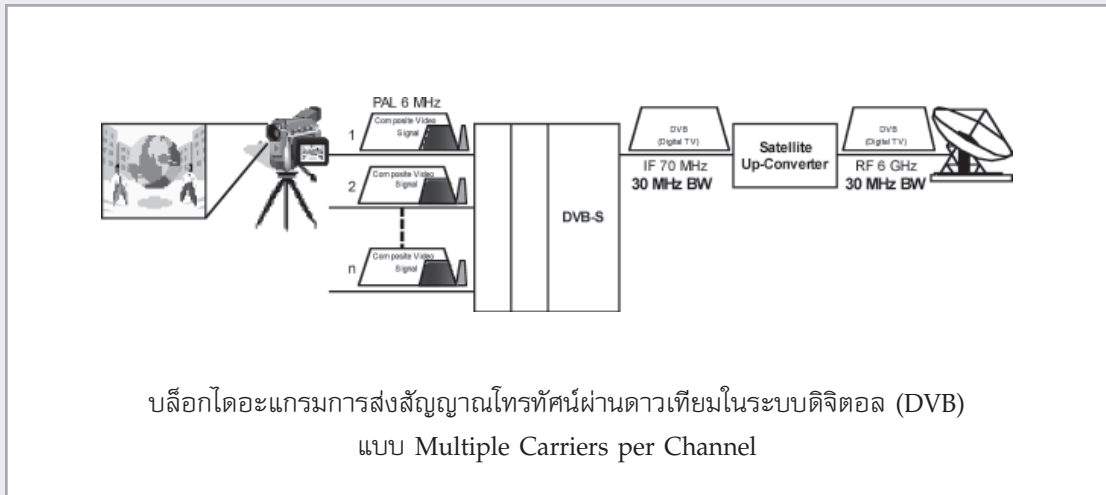 PAL 6 MHz
1
Composite Video
Signal
2
Composite Video
Signal
n
Composite Video
Signal
DVB-S
DVB
(Digital TV)
IF 70 MHz
30 MHz BW
Satellite
Up-Converter
DVB
(Digital TV)
RF 6 GHz
30 MHz BW
บล็อกไดอะแกรมการส่งสัญญาณโทรทัศน์ผ่านดาวเทียมในระบบดิจิตอล (DVB)
แบบ Multiple Carriers per Channel